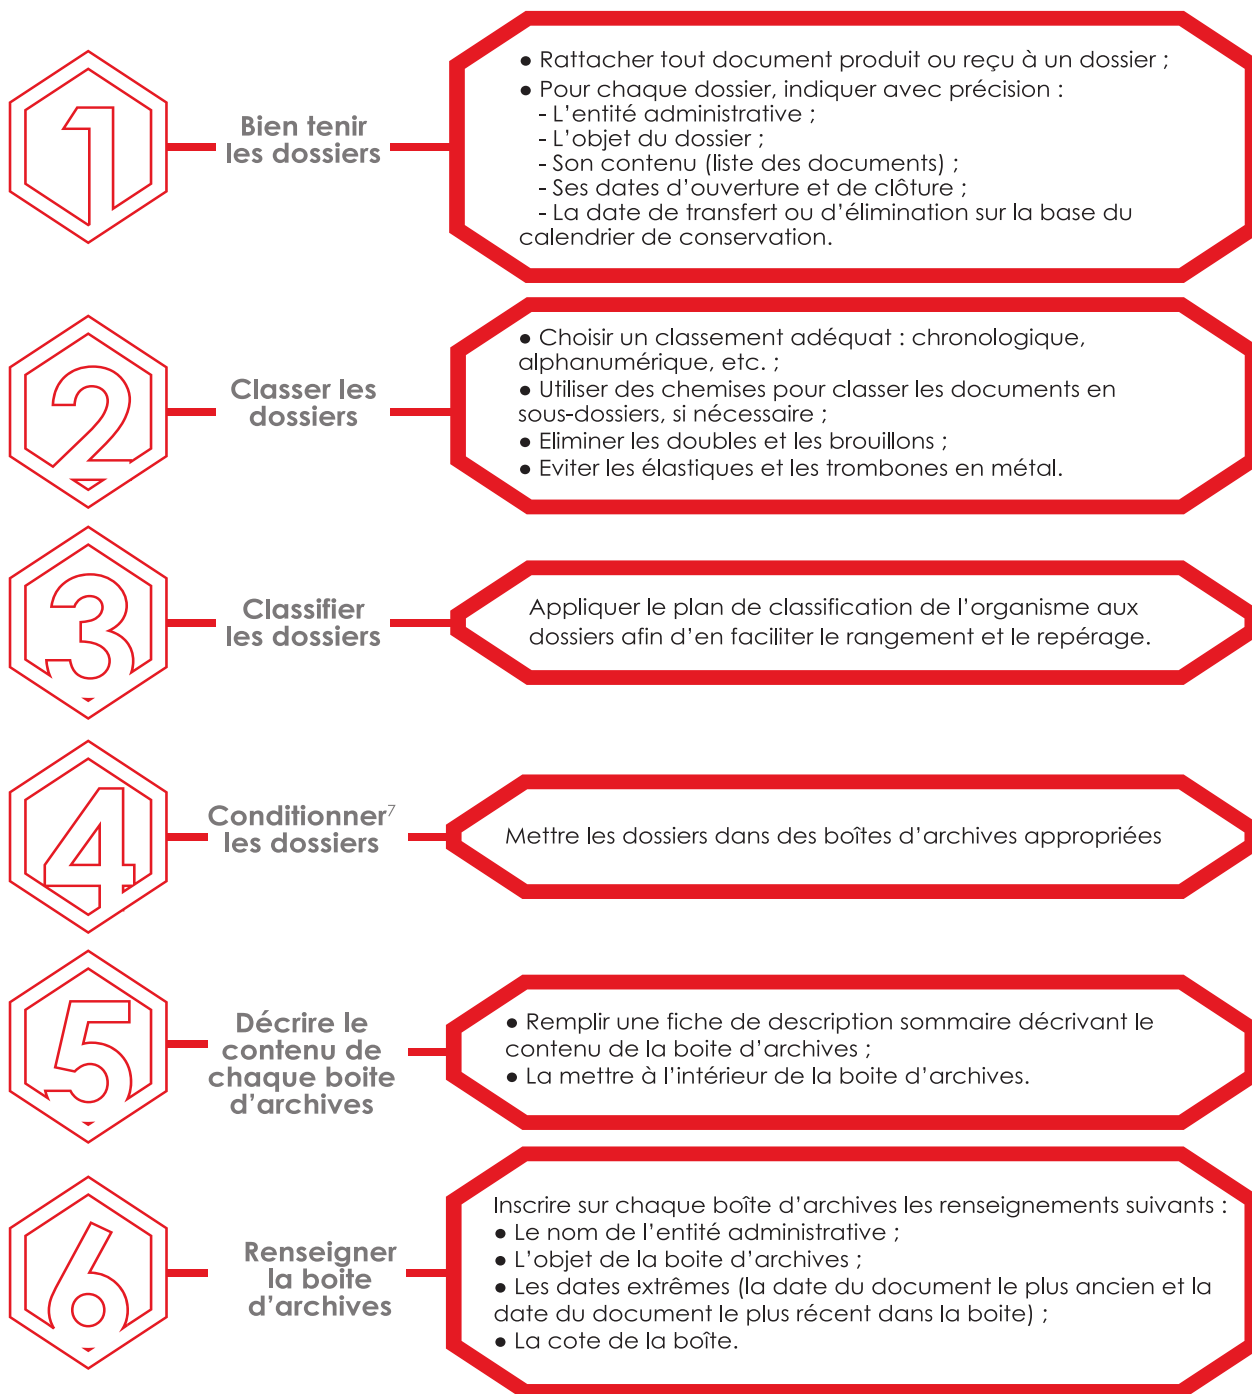 1
Bien tenir
les dossiers
● Rattacher tout document produit ou reçu à un dossier ;
● Pour chaque dossier, indiquer avec précision :
- L’entité administrative ;
- L’objet du dossier ;
- Son contenu (liste des documents) ;
- Ses dates d’ouverture et de clôture ;
- La date de transfert ou d’élimination sur la base du
calendrier de conservation.
2
Classer les
dossiers
● Choisir un classement adéquat : chronologique,
alphanumérique, etc. ;
● Utiliser des chemises pour classer les documents en
sous-dossiers, si nécessaire ;
● Eliminer les doubles et les brouillons ;
● Eviter les élastiques et les trombones en métal.
3
Classifier
les dossiers
Appliquer le plan de classification de l’organisme aux
dossiers afin d’en faciliter le rangement et le repérage.
4
Conditionner⁷
les dossiers
Mettre les dossiers dans des boîtes d’archives appropriées
5
Décrire le
contenu de
chaque boite
d’archives
● Remplir une fiche de description sommaire décrivant le
contenu de la boite d’archives ;
● La mettre à l’intérieur de la boite d’archives.
6
Renseigner
la boite
d’archives
Inscrire sur chaque boîte d’archives les renseignements suivants :
● Le nom de l’entité administrative ;
● L’objet de la boite d’archives ;
● Les dates extrêmes (la date du document le plus ancien et la
date du document le plus récent dans la boite) ;
● La cote de la boîte.